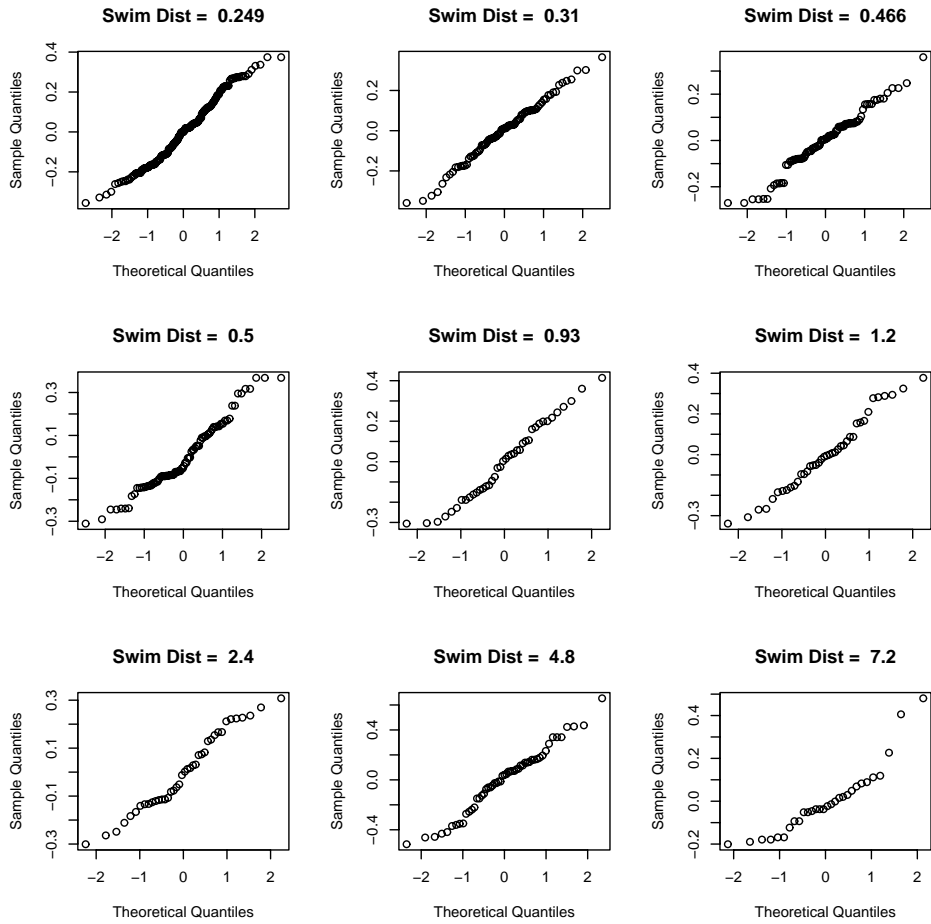 Swim Dist = 0.249
Sample Quantiles
−0.2 0.0 0.2 0.4
−2 −1 0 1 2
Theoretical Quantiles
Swim Dist = 0.31
Sample Quantiles
−0.2 0.0 0.2
−2 −1 0 1 2
Theoretical Quantiles
Swim Dist = 0.466
Sample Quantiles
−0.2 0.0 0.2
−2 −1 0 1 2
Theoretical Quantiles
Swim Dist = 0.5
Sample Quantiles
−0.3 −0.1 0.1 0.3
−2 −1 0 1 2
Theoretical Quantiles
Swim Dist = 0.93
Sample Quantiles
−0.3 0.0 0.2 0.4
−2 −1 0 1 2
Theoretical Quantiles
Swim Dist = 1.2
Sample Quantiles
−0.3 0.0 0.2 0.4
−2 −1 0 1 2
Theoretical Quantiles
Swim Dist = 2.4
Sample Quantiles
−0.3 −0.1 0.1 0.3
−2 −1 0 1 2
Theoretical Quantiles
Swim Dist = 4.8
Sample Quantiles
−0.4 0.0 0.4
−2 −1 0 1 2
Theoretical Quantiles
Swim Dist = 7.2
Sample Quantiles
−0.2 0.0 0.2 0.4
−2 −1 0 1 2
Theoretical Quantiles